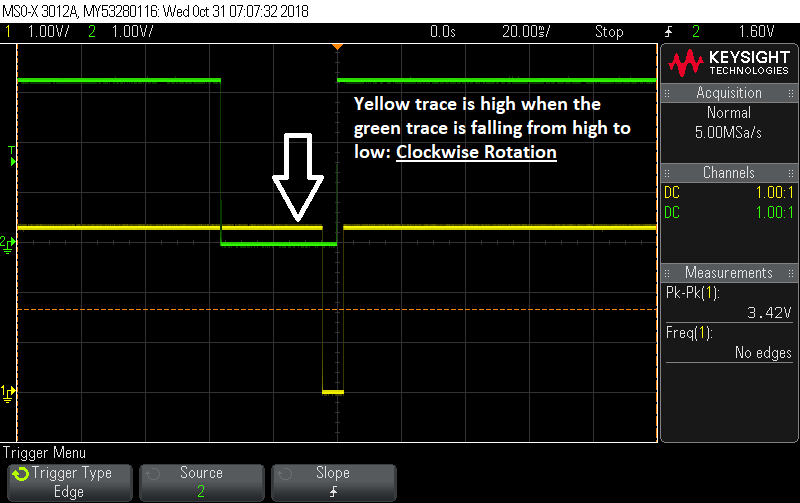 MSO-X 3012A, MY53280116: Wed Oct 31 07:07:32 2018
1 1.00V/ 2 1.00V/ 0.0s 20.00ms/ Stop 2 1.60V
KEYSIGHT
TECHNOLOGIES
Acquisition
Normal
5.00MSa/s
Channels
DC 1.00:1
DC 1.00:1
Measurements
Pk-Pk(1):
3.42V
Freq(1):
No edges
Yellow trace is high when the
green trace is falling from high to
low: Clockwise Rotation
T
2
1
Trigger Menu
Trigger Type
Edge
Source
2
Slope